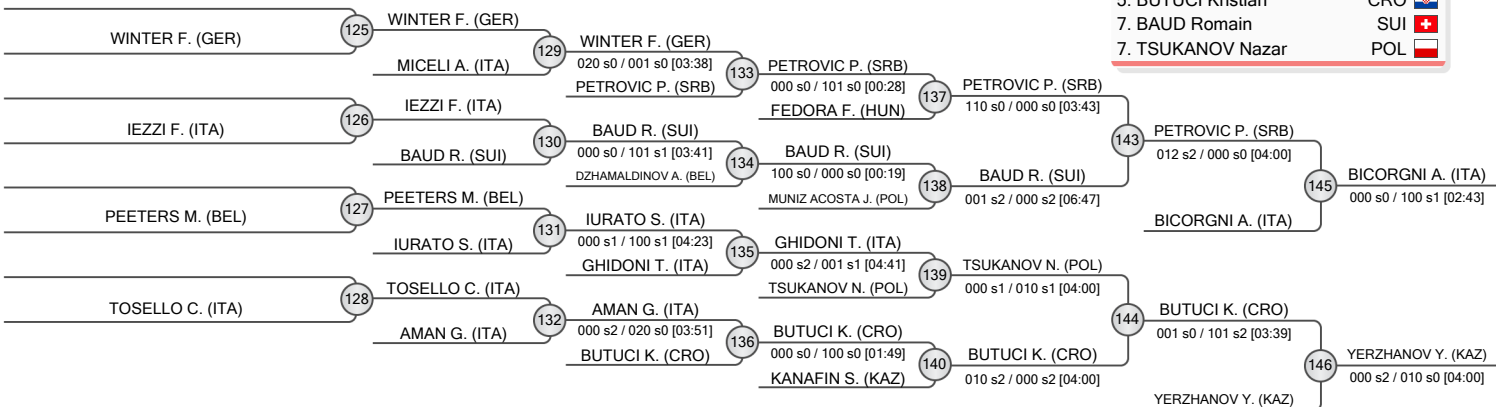 5. BUTUCI Kristian CRO
7. BAUD Romain SUI
7. TSUKANOV Nazar POL
WINTER F. (GER)
125
WINTER F. (GER)
MICELI A. (ITA)
129
WINTER F. (GER)
020 s0 / 001 s0 [03:38]
PETROVIC P. (SRB)
133
PETROVIC P. (SRB)
000 s0 / 101 s0 [00:28]
FEDORA F. (HUN)
137
PETROVIC P. (SRB)
110 s0 / 000 s0 [03:43]
IEZZI F. (ITA)
126
IEZZI F. (ITA)
BAUD R. (SUI)
130
BAUD R. (SUI)
000 s0 / 101 s1 [03:41]
DZHAMALDINOV A. (BEL)
134
BAUD R. (SUI)
100 s0 / 000 s0 [00:19]
MUNIZ ACOSTA J. (POL)
138
BAUD R. (SUI)
001 s2 / 000 s2 [06:47]
143
PETROVIC P. (SRB)
012 s2 / 000 s0 [04:00]
BICORGNI A. (ITA)
145
BICORGNI A. (ITA)
000 s0 / 100 s1 [02:43]
PEETERS M. (BEL)
127
PEETERS M. (BEL)
IURATO S. (ITA)
131
IURATO S. (ITA)
000 s1 / 100 s1 [04:23]
GHIDONI T. (ITA)
135
GHIDONI T. (ITA)
000 s2 / 001 s1 [04:41]
TSUKANOV N. (POL)
139
TSUKANOV N. (POL)
000 s1 / 010 s1 [04:00]
TOSELLO C. (ITA)
128
TOSELLO C. (ITA)
AMAN G. (ITA)
132
AMAN G. (ITA)
000 s2 / 020 s0 [03:51]
BUTUCI K. (CRO)
136
BUTUCI K. (CRO)
000 s0 / 100 s0 [01:49]
KANAFIN S. (KAZ)
140
BUTUCI K. (CRO)
010 s2 / 000 s2 [04:00]
144
BUTUCI K. (CRO)
001 s0 / 101 s2 [03:39]
YERZHANOV Y. (KAZ)
146
YERZHANOV Y. (KAZ)
000 s2 / 010 s0 [04:00]